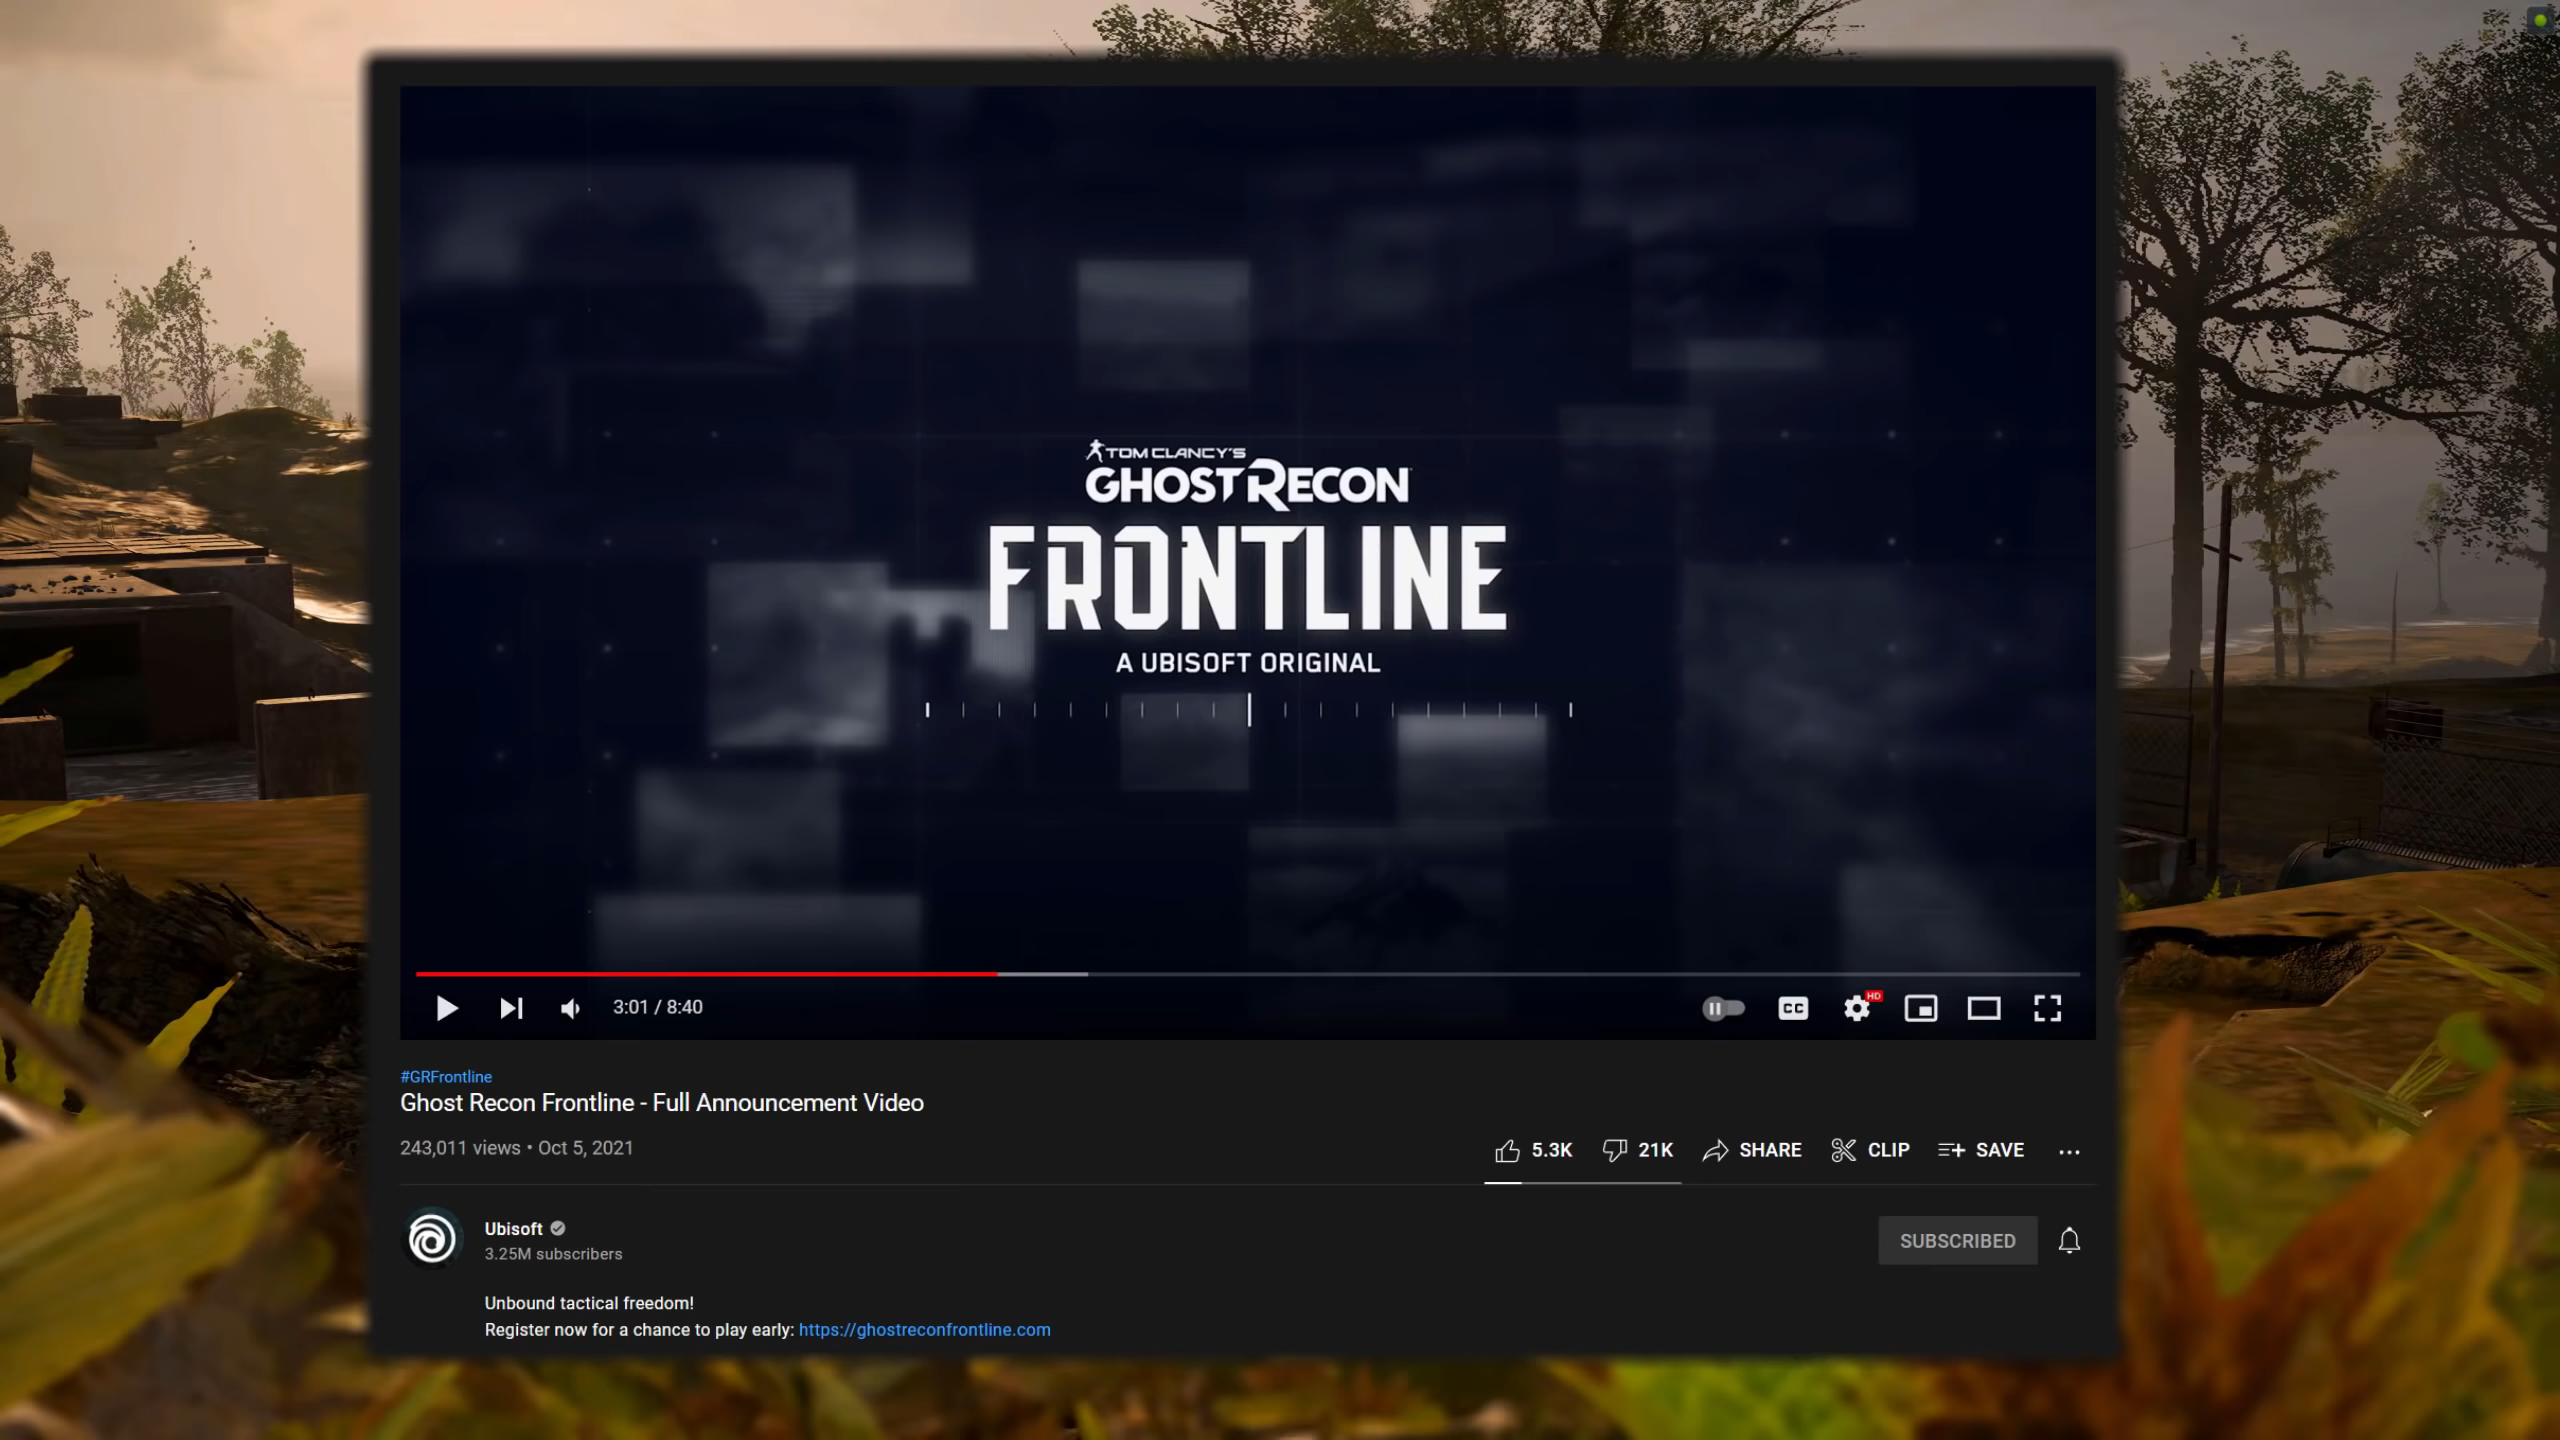 TOM CLANCY'S
GHOST RECON
FRONTLINE
A UBISOFT ORIGINAL
3:01 / 8:40
CC
HD
#GRFrontline
Ghost Recon Frontline - Full Announcement Video
243,011 views • Oct 5, 2021
5.3K 21K SHARE CLIP SAVE ...
Ubisoft
3.25M subscribers
SUBSCRIBED
Unbound tactical freedom!
Register now for a chance to play early: https://ghostreconfrontline.com